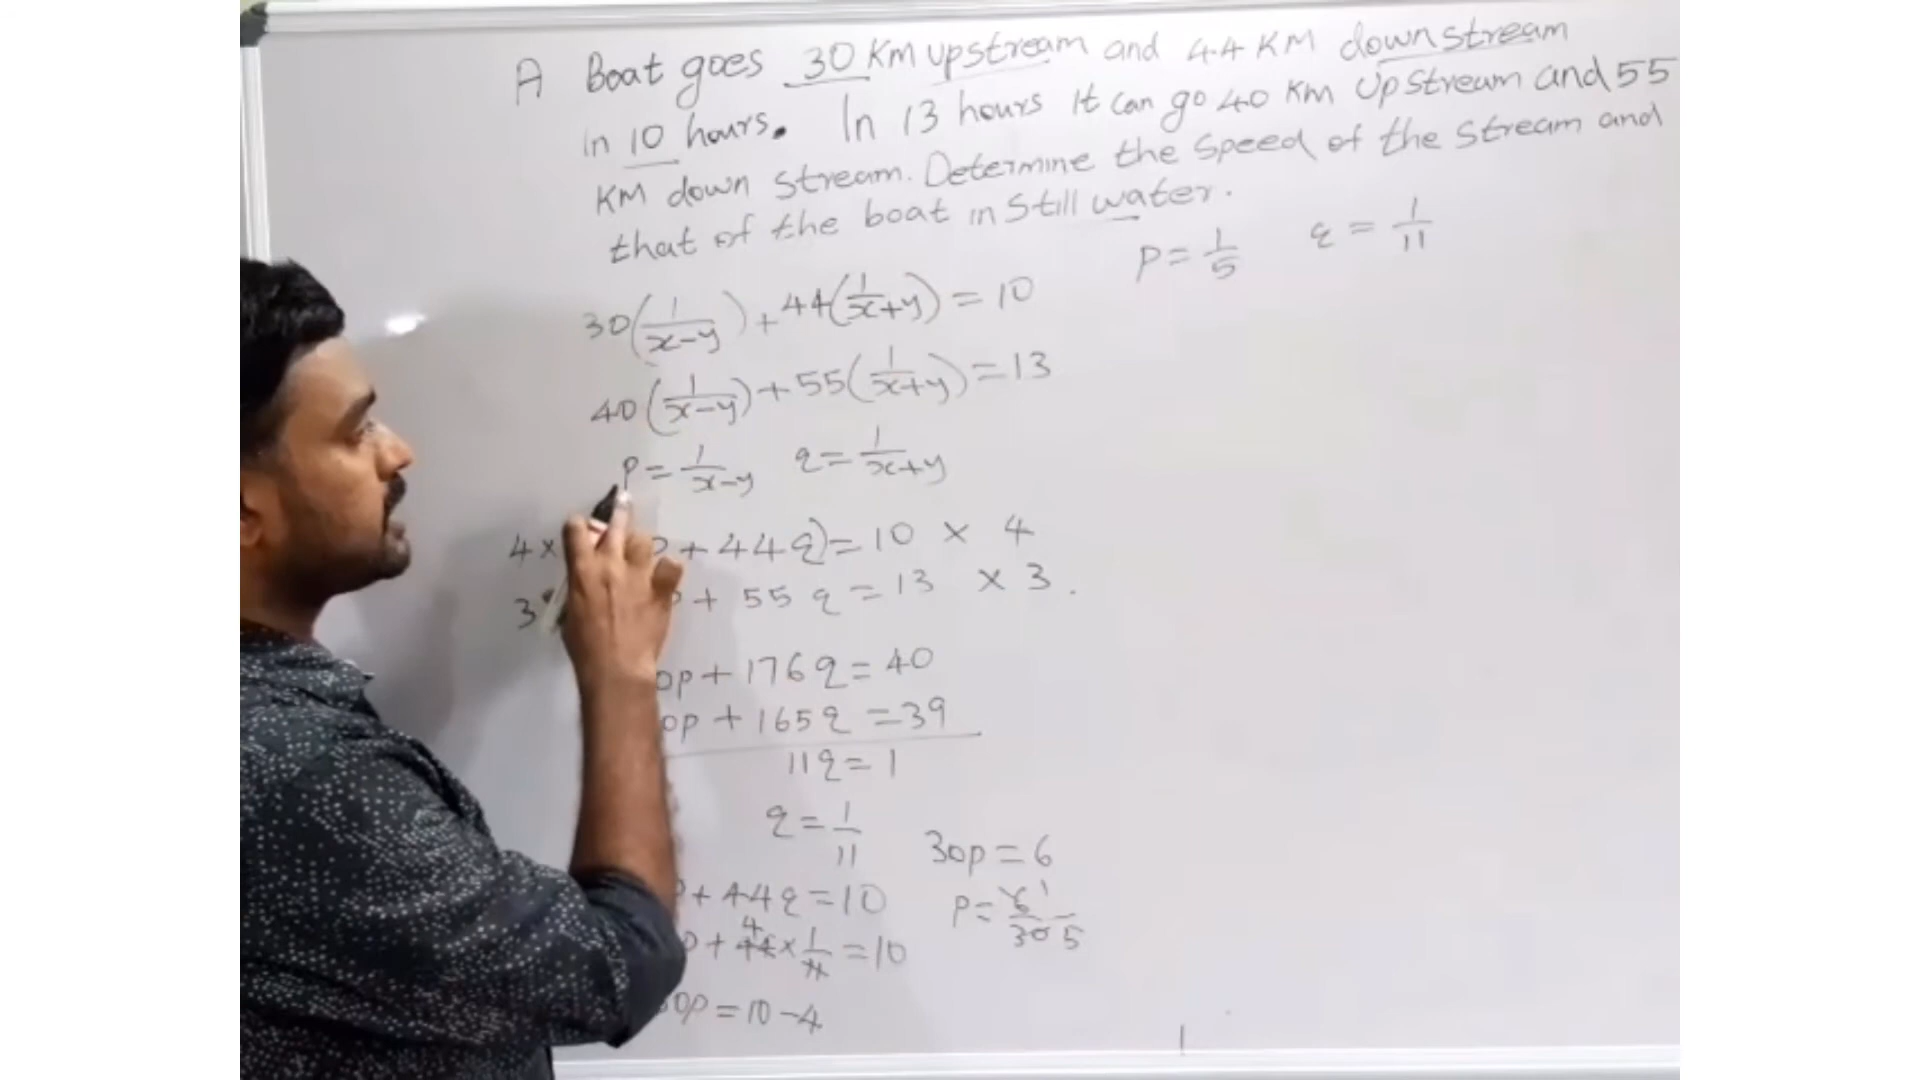 A Boat goes 30 KM upstream and 44 KM down stream
in 10 hours. In 13 hours It can go 40 KM Upstream and 55
KM down stream. Determine the speed of the stream and
that of the boat in still water.
p = 1/5 q = 1/11
30(1/(x-y)) + 44(1/(x+y)) = 10
40(1/(x-y)) + 55(1/(x+y)) = 13
p = 1/(x-y) q = 1/(x+y)
4 × + 44q) = 10 × 4
3 + 55q = 13 × 3.
0p + 176q = 40
0p + 165q = 39
11q = 1
q = 1/11
30p = 6
+ 44q = 10
p = 6/30 1/5
+ 44 4 × 1/11 = 10
0p = 10 - 4